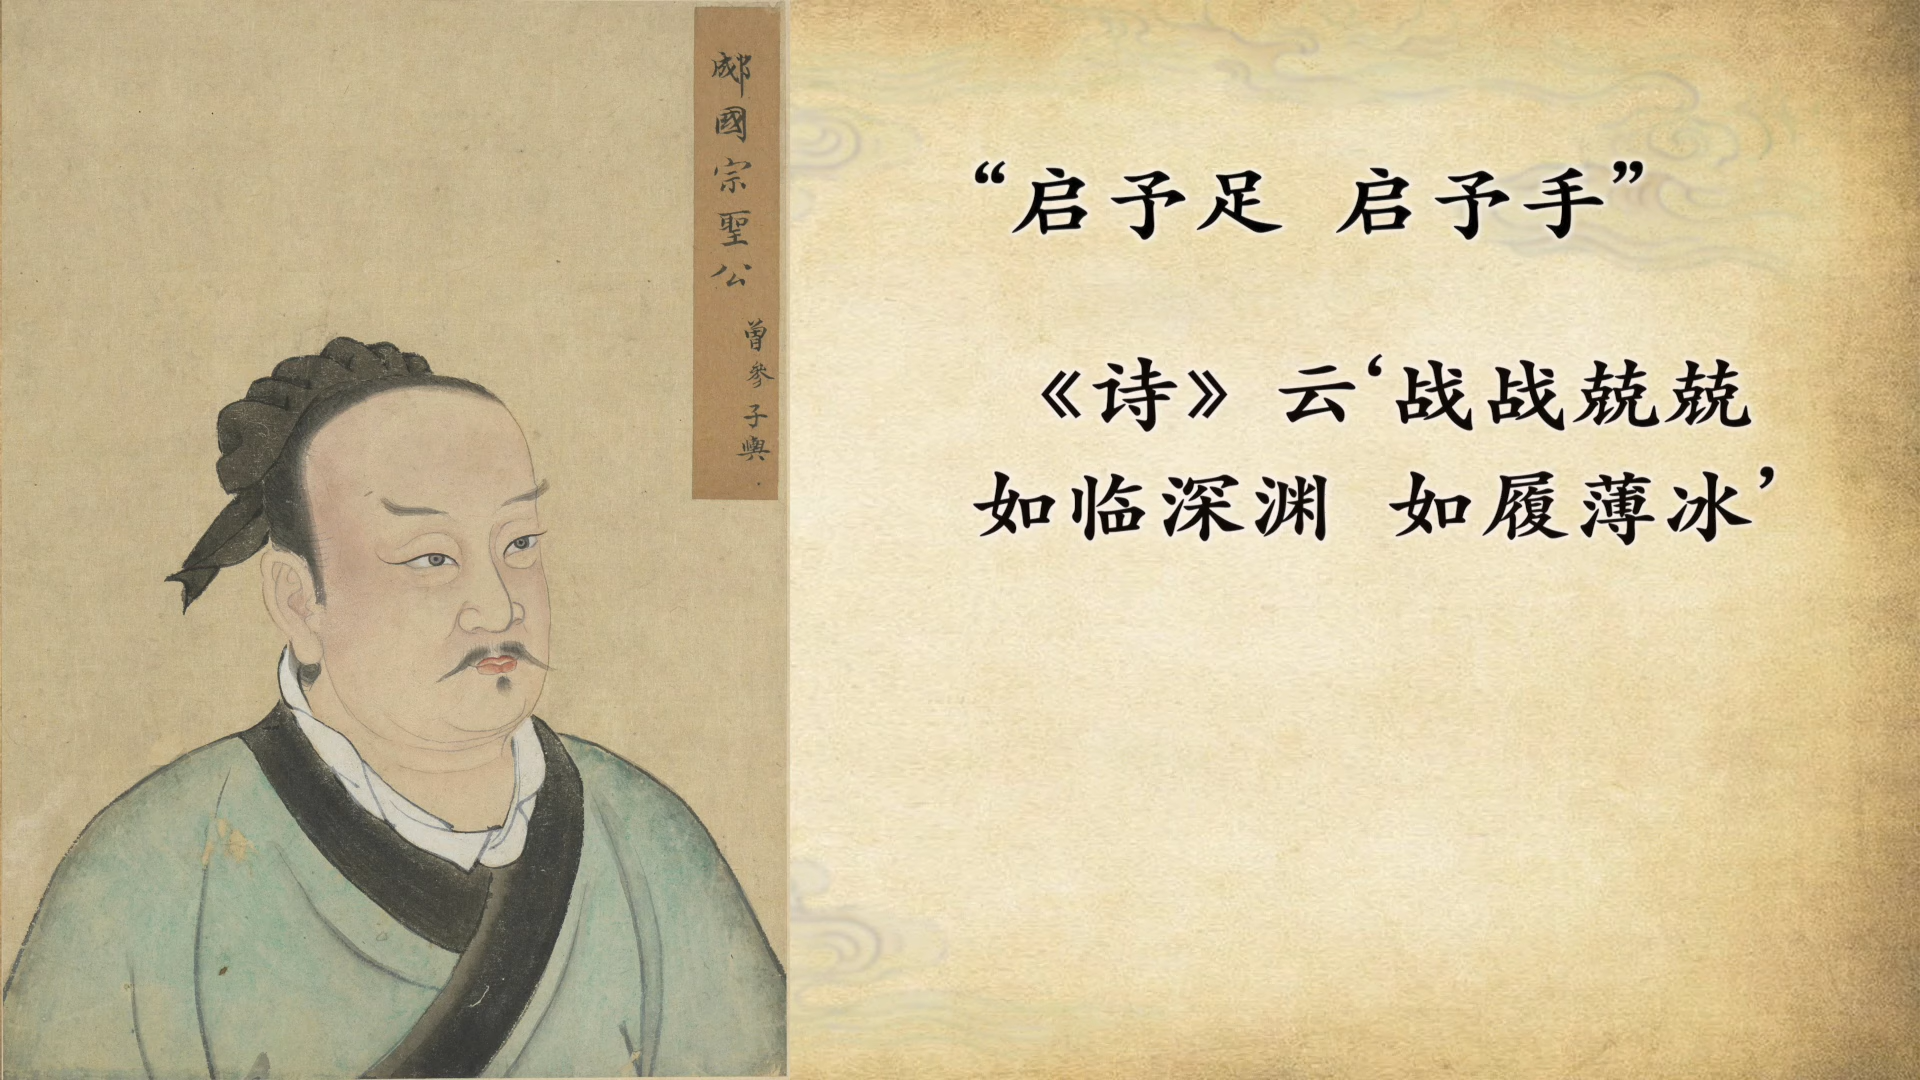 郕國宗聖公
曾參子輿
“启予足 启予手”
《诗》云‘战战兢兢
如临深渊 如履薄冰’